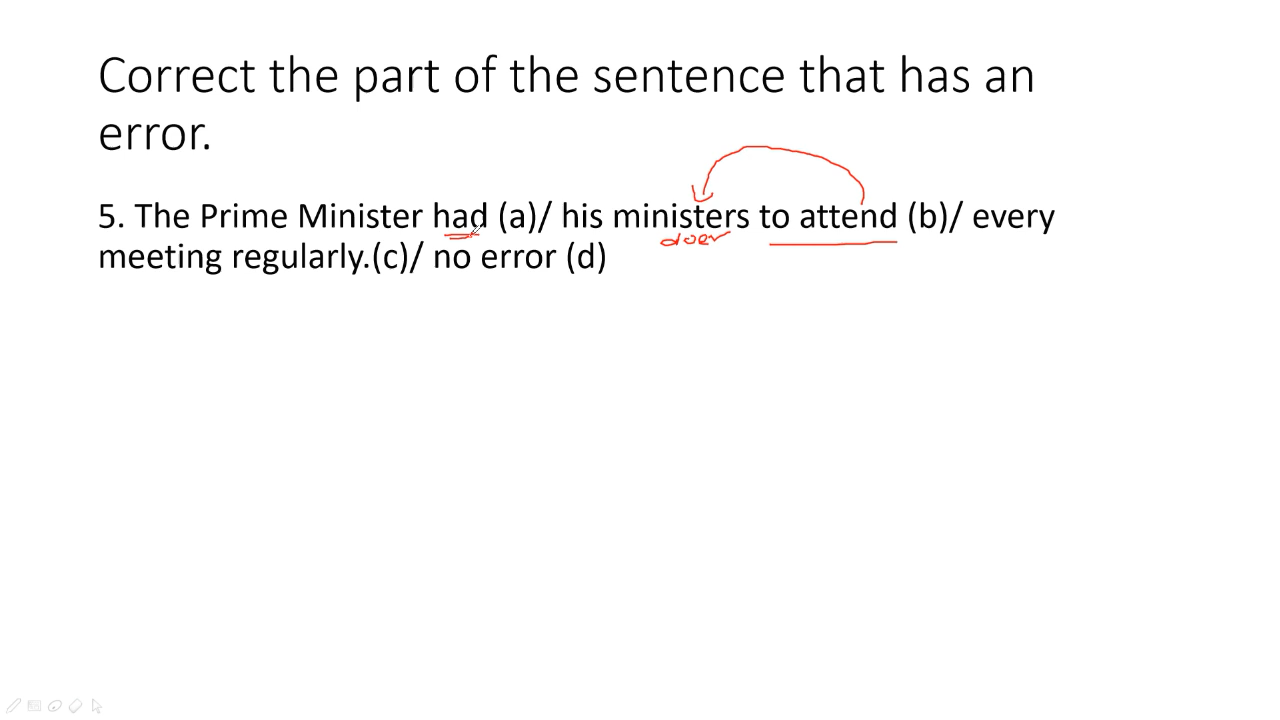 Correct the part of the sentence that has an
error.
5. The Prime Minister had (a)/ his ministers to attend (b)/ every
doer
meeting regularly.(c)/ no error (d)